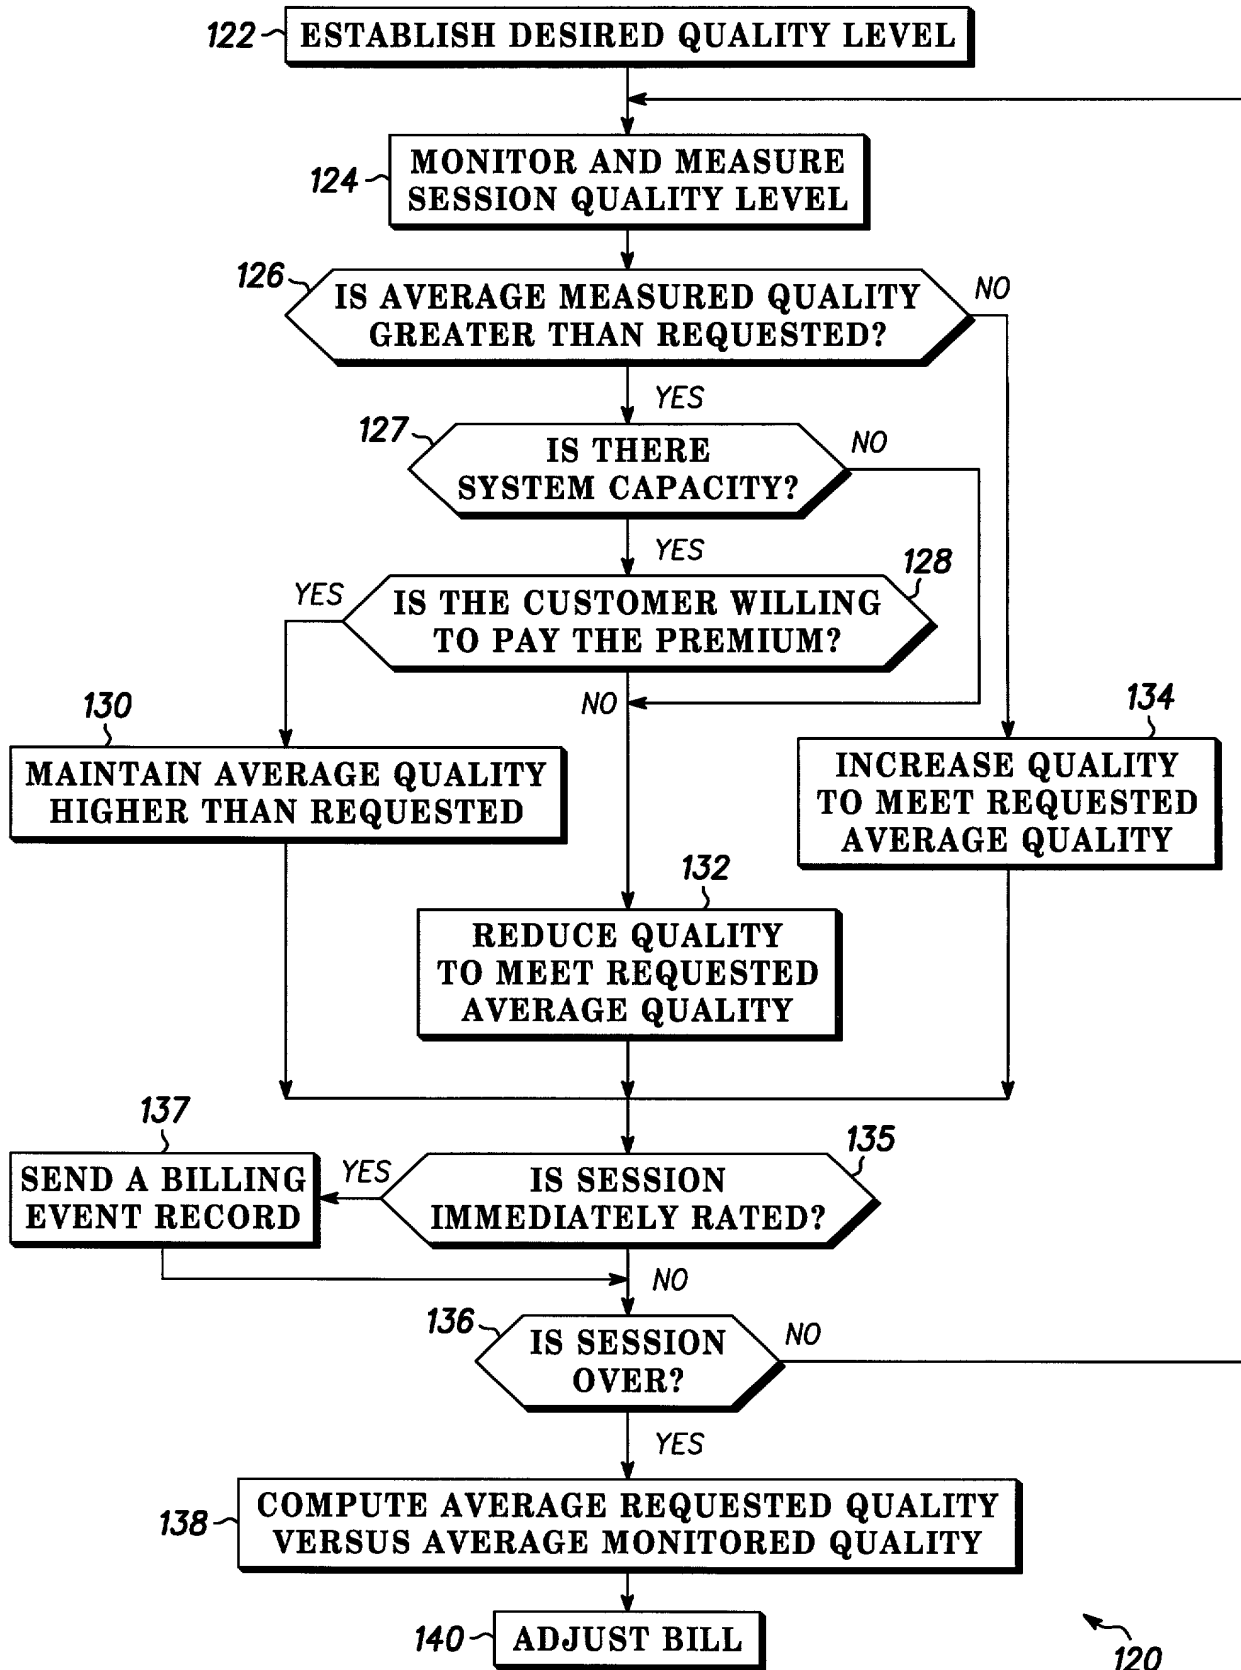 122
ESTABLISH DESIRED QUALITY LEVEL
124
MONITOR AND MEASURE
SESSION QUALITY LEVEL
126
IS AVERAGE MEASURED QUALITY
GREATER THAN REQUESTED?
NO
YES
127
IS THERE
SYSTEM CAPACITY?
NO
YES
128
YES
IS THE CUSTOMER WILLING
TO PAY THE PREMIUM?
NO
130
MAINTAIN AVERAGE QUALITY
HIGHER THAN REQUESTED
134
INCREASE QUALITY
TO MEET REQUESTED
AVERAGE QUALITY
132
REDUCE QUALITY
TO MEET REQUESTED
AVERAGE QUALITY
137
SEND A BILLING
EVENT RECORD
YES
135
IS SESSION
IMMEDIATELY RATED?
NO
136
IS SESSION
OVER?
NO
YES
138
COMPUTE AVERAGE REQUESTED QUALITY
VERSUS AVERAGE MONITORED QUALITY
140
ADJUST BILL
120